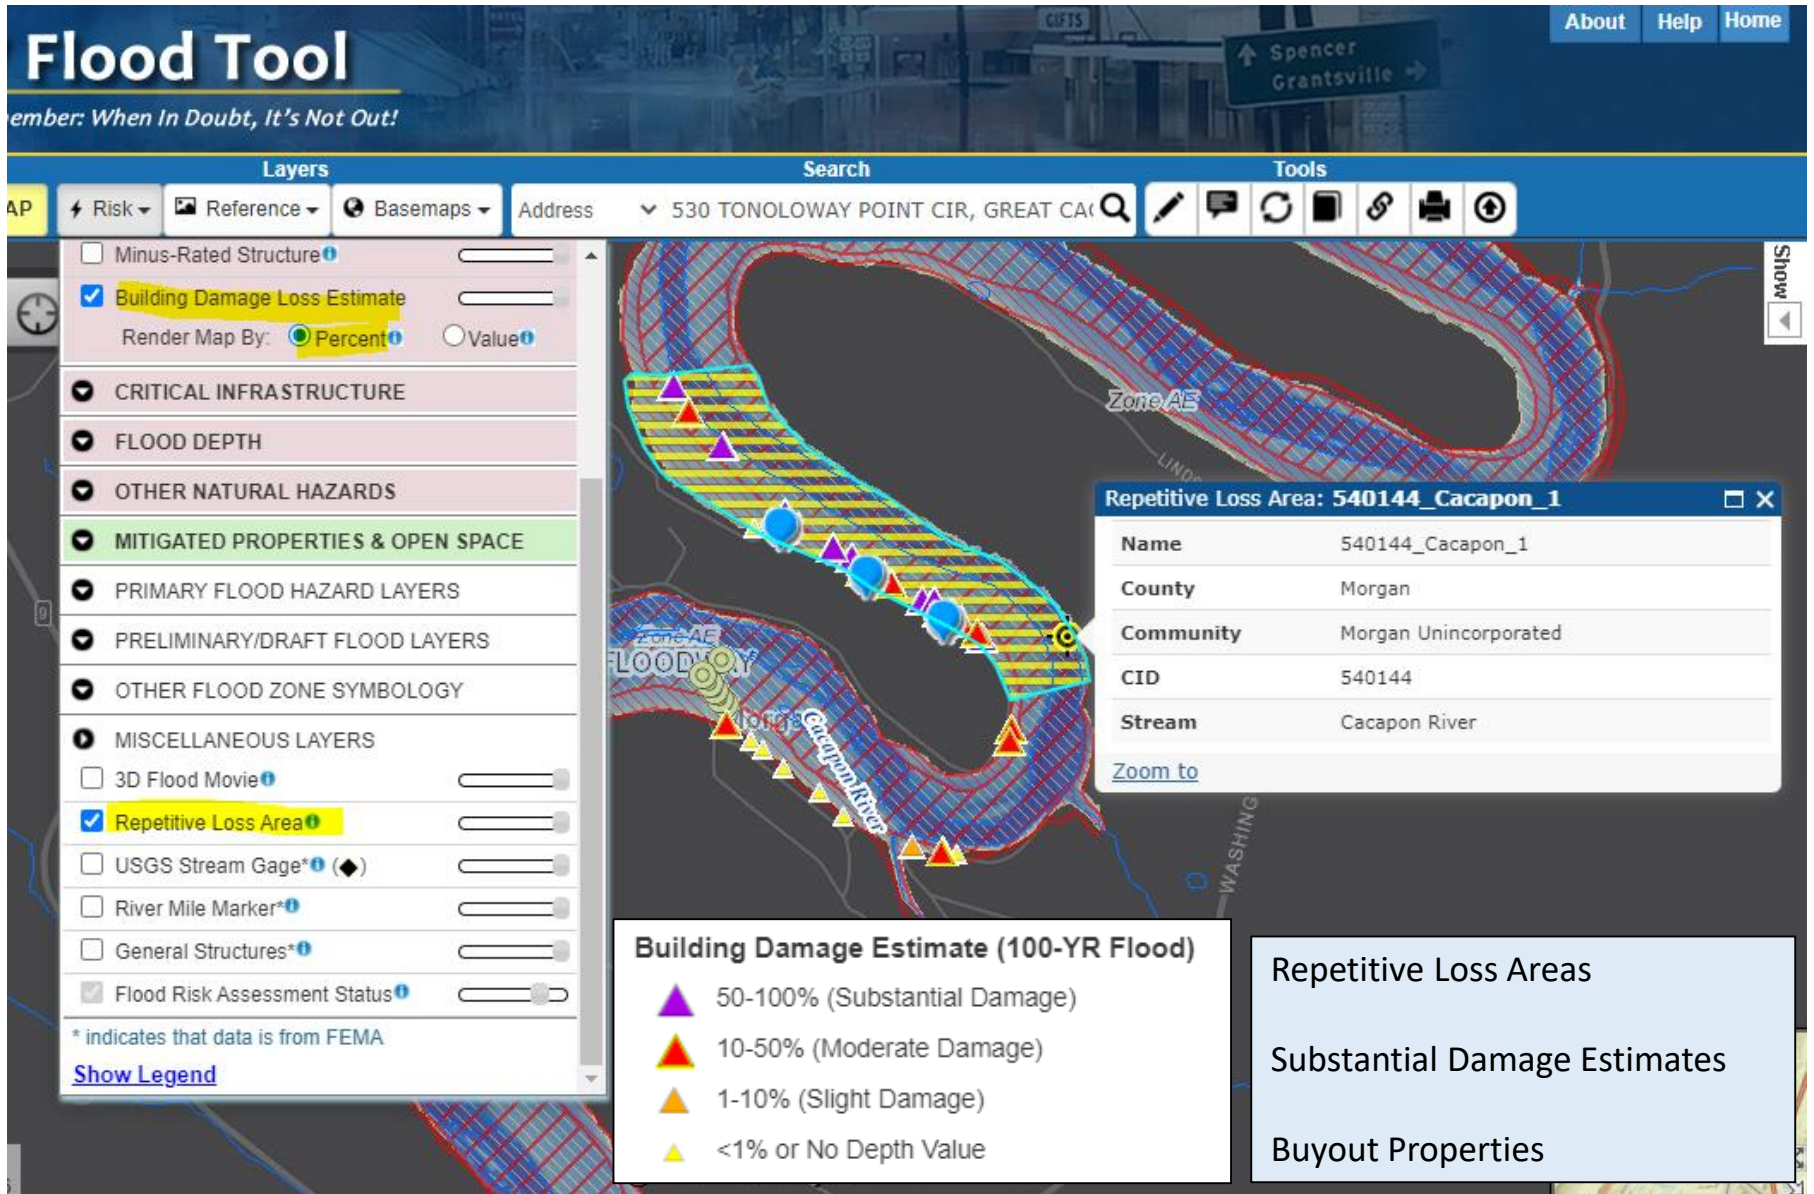 About Help Home
GIFTS
Spencer
Grantsville
Flood Tool
ember: When In Doubt, It's Not Out!
Layers Search Tools
AP Risk Reference Basemaps Address 530 TONOLOWAY POINT CIR, GREAT CA
Show
Minus-Rated Structure
Building Damage Loss Estimate
Render Map By: Percent Value
CRITICAL INFRASTRUCTURE
FLOOD DEPTH
OTHER NATURAL HAZARDS
MITIGATED PROPERTIES & OPEN SPACE
PRIMARY FLOOD HAZARD LAYERS
PRELIMINARY/DRAFT FLOOD LAYERS
OTHER FLOOD ZONE SYMBOLOGY
MISCELLANEOUS LAYERS
3D Flood Movie
Repetitive Loss Area
USGS Stream Gage* (◆)
River Mile Marker*
General Structures*
Flood Risk Assessment Status
* indicates that data is from FEMA
Show Legend
9
Zone AE
Zone AE
FLOODWAY
Cacapon River
WASHING
Repetitive Loss Area: 540144_Cacapon_1
Name 540144_Cacapon_1
County Morgan
Community Morgan Unincorporated
CID 540144
Stream Cacapon River
Zoom to
Building Damage Estimate (100-YR Flood)
50-100% (Substantial Damage)
10-50% (Moderate Damage)
1-10% (Slight Damage)
<1% or No Depth Value
Repetitive Loss Areas
Substantial Damage Estimates
Buyout Properties